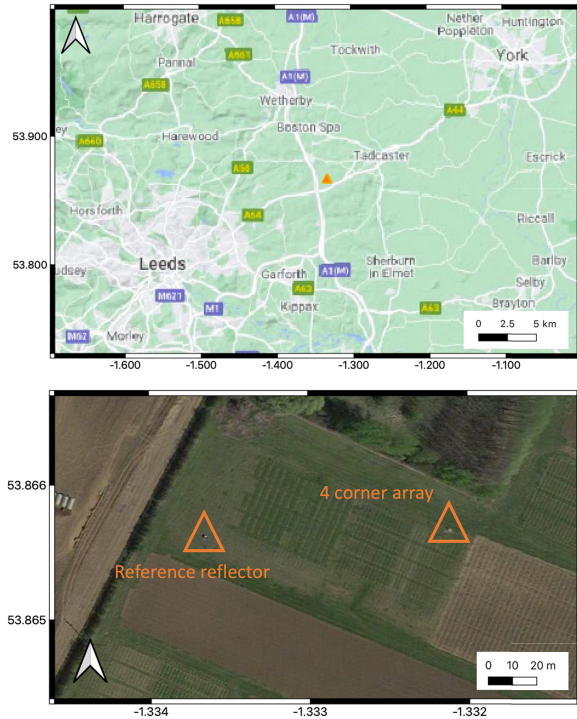 Harrogate
A658
A1(M)
Nether
Poppleton
Huntington
A661
Tockwith
York
Pannal
A1(M)
A658
Wetherby
A64
53.900
ey
A660
Harewood
Boston Spa
A58
Tadcaster
Escrick
Horsforth
A64
Riccall
Leeds
53.800
udsey
Garforth
A1(M)
Sherburn
in Elmet
Barlby
Selby
M621
M1
A63
Kippax
A63
Brayton
M62
Morley
0 2.5 5 km
-1.600 -1.500 -1.400 -1.300 -1.200 -1.100
53.866
4 corner array
Reference reflector
53.865
0 10 20 m
-1.334 -1.333 -1.332